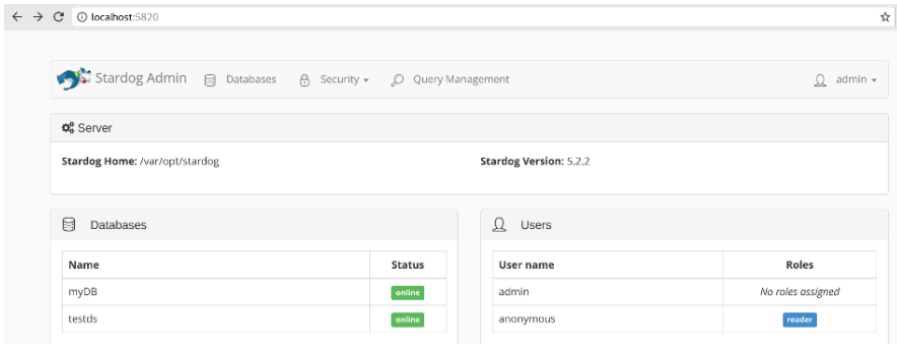 localhost:5820
Stardog Admin Databases Security Query Management admin
Server
Stardog Home: /var/opt/stardog Stardog Version: 5.2.2
Databases
Name Status
myDB online
testds online
Users
User name Roles
admin No roles assigned
anonymous reader